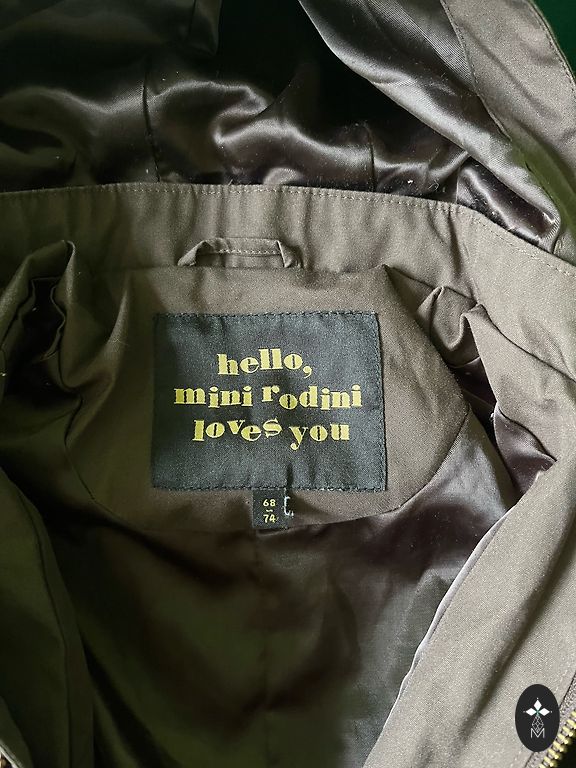 hello,
mini rodini
loves you
68
-
74